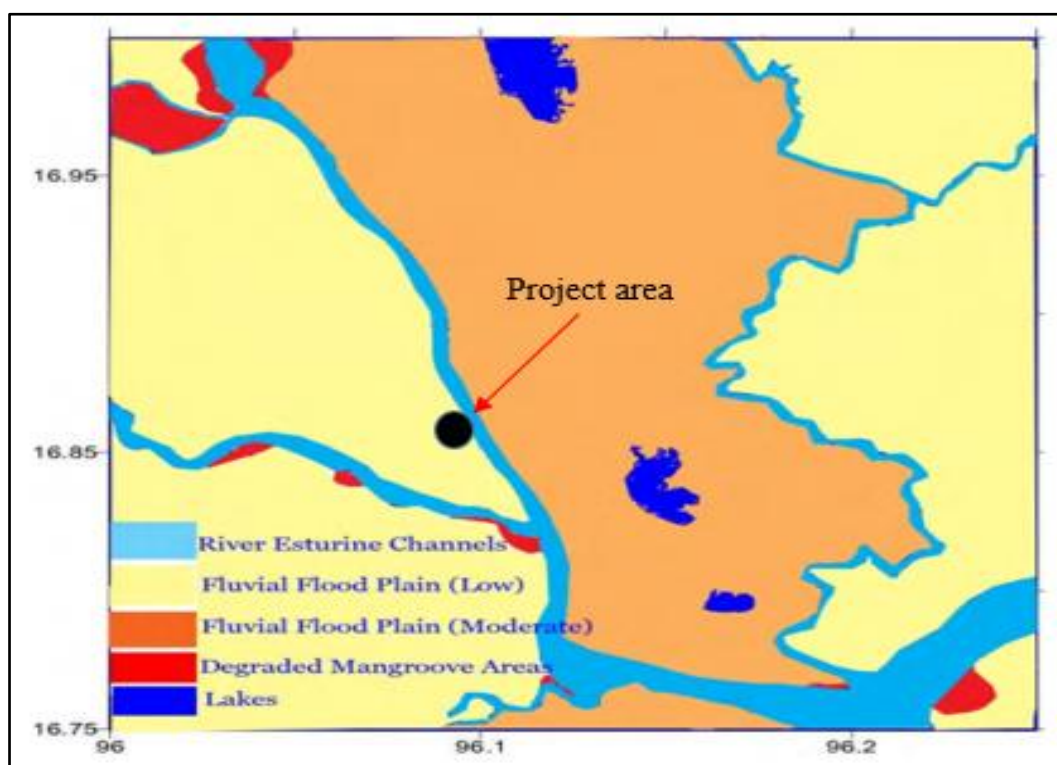 16.95
Project area
16.85
River Esturine Channels
Fluvial Flood Plain (Low)
Fluvial Flood Plain (Moderate)
Degraded Mangroove Areas
Lakes
16.75
96
96.1
96.2